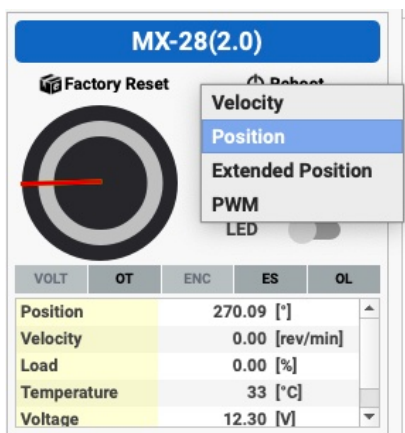 MX-28(2.0)
Factory Reset Reboot
Velocity
Position
Extended Position
PWM
LED
VOLT OT ENC ES OL
Position 270.09 [°]
Velocity 0.00 [rev/min]
Load 0.00 [%]
Temperature 33 [°C]
Voltage 12.30 [V]